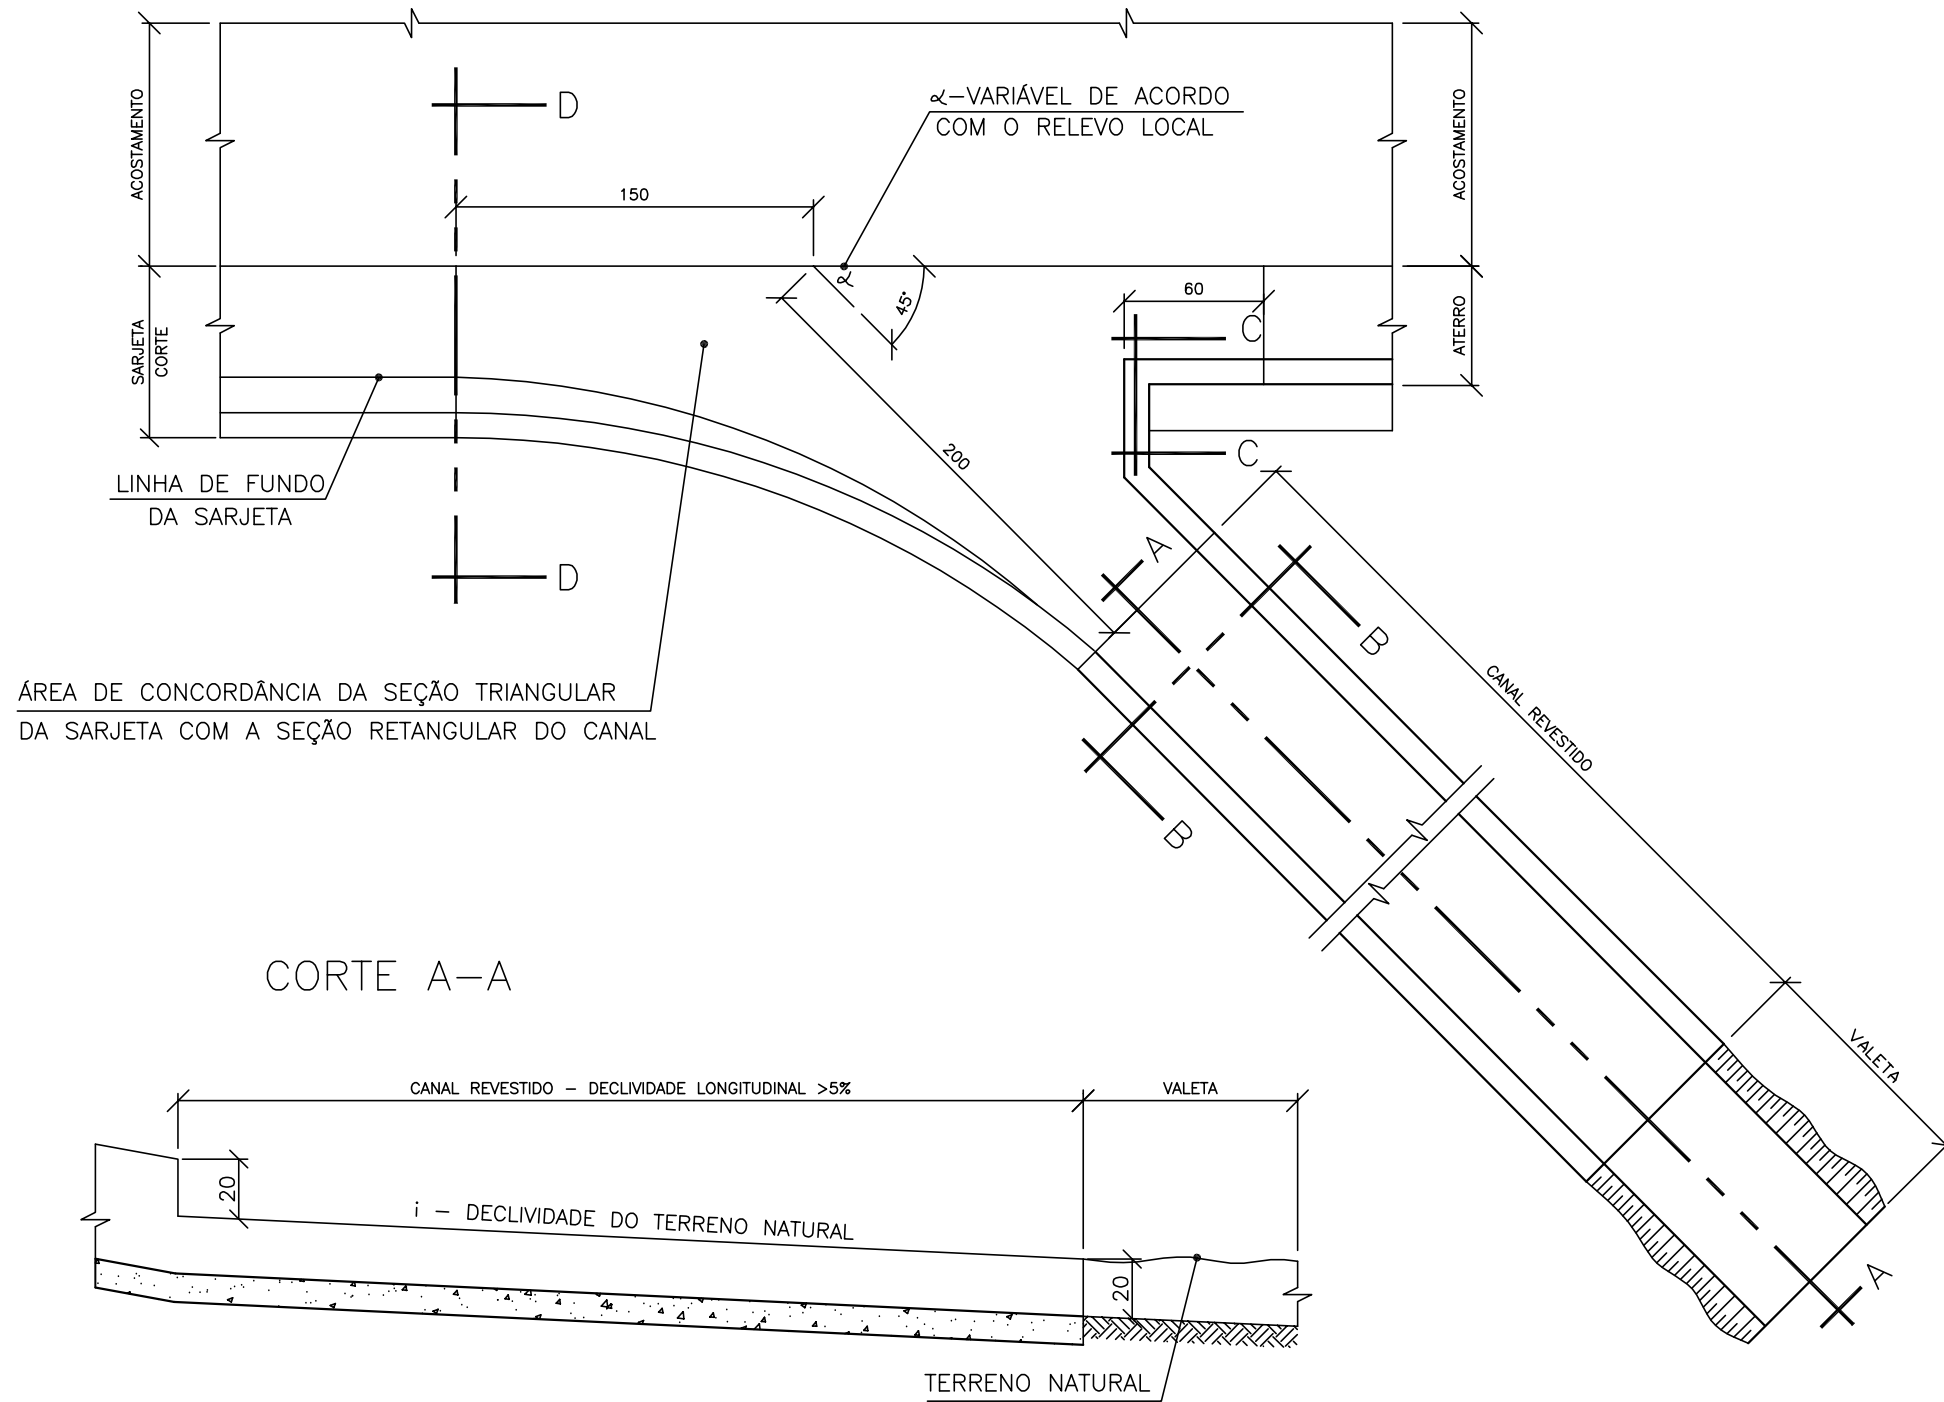 ACOSTAMENTO
D
α-VARIÁVEL DE ACORDO
COM O RELEVO LOCAL
ACOSTAMENTO
150
α
45°
60
C
SARJETA
CORTE
ATERRO
C
200
LINHA DE FUNDO
DA SARJETA
D
A
B
ÁREA DE CONCORDÂNCIA DA SEÇÃO TRIANGULAR
DA SARJETA COM A SEÇÃO RETANGULAR DO CANAL
CANAL REVESTIDO
B
CORTE A-A
VALETA
CANAL REVESTIDO - DECLIVIDADE LONGITUDINAL >5%
VALETA
20
i - DECLIVIDADE DO TERRENO NATURAL
20
A
TERRENO NATURAL